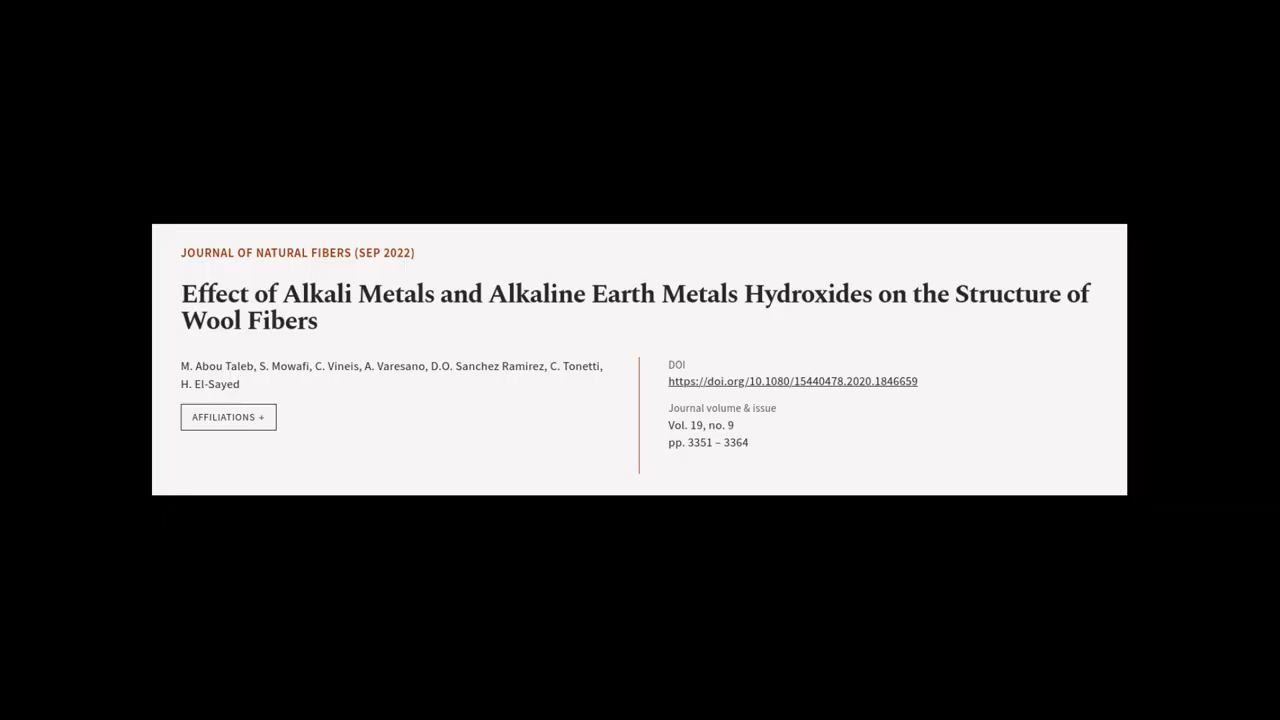 JOURNAL OF NATURAL FIBERS (SEP 2022)
Effect of Alkali Metals and Alkaline Earth Metals Hydroxides on the Structure of
Wool Fibers
M. Abou Taleb, S. Mowafi, C. Vineis, A. Varesano, D.O. Sanchez Ramirez, C. Tonetti,
H. El-Sayed
AFFILIATIONS +
DOI
https://doi.org/10.1080/15440478.2020.1846659
Journal volume & issue
Vol. 19, no. 9
pp. 3351 – 3364